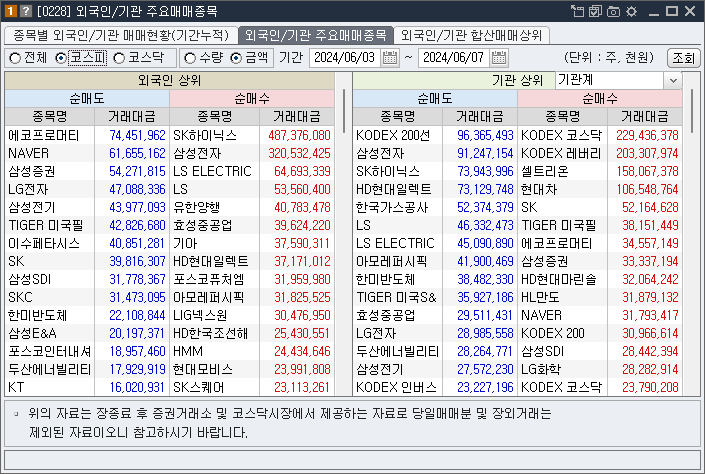 1 ? [0228] 외국인/기관 주요매매종목
종목별 외국인/기관 매매현황(기간누적) 외국인/기관 주요매매종목 외국인/기관 합산매매상위
전체 코스피 코스닥 수량 금액 기간 2024/06/03 ~ 2024/06/07 (단위 : 주, 천원) 조회
외국인 상위 기관 상위 기관계
순매도 순매수 순매도 순매수
종목명 거래대금 종목명 거래대금 종목명 거래대금 종목명 거래대금
에코프로머티 74,451,962 SK하이닉스 487,376,080 KODEX 200선 96,365,493 KODEX 코스닥 229,436,378
NAVER 61,655,162 삼성전자 320,532,425 삼성전자 91,247,154 KODEX 레버리 203,307,974
삼성증권 54,271,815 LS ELECTRIC 64,693,339 SK하이닉스 73,943,996 셀트리온 158,067,378
LG전자 47,088,336 LS 53,560,400 HD현대일렉트 73,129,748 현대차 106,548,764
삼성전기 43,977,093 유한양행 40,783,478 한국가스공사 52,374,379 SK 52,164,628
TIGER 미국필 42,826,680 효성중공업 39,624,220 LS 46,332,473 TIGER 미국필 38,151,449
이수페타시스 40,851,281 기아 37,590,311 LS ELECTRIC 45,090,890 에코프로머티 34,557,149
SK 39,816,307 HD현대일렉트 37,171,012 아모레퍼시픽 41,900,469 삼성증권 33,337,194
삼성SDI 31,778,367 포스코퓨처엠 31,959,980 한미반도체 38,482,330 HD현대마린솔 32,064,242
SKC 31,473,095 아모레퍼시픽 31,825,525 TIGER 미국S& 35,927,186 HL만도 31,879,132
한미반도체 22,108,844 LIG넥스원 30,476,950 효성중공업 29,511,431 NAVER 31,793,417
삼성E&A 20,197,371 HD한국조선해 25,430,551 LG전자 28,985,558 KODEX 200 30,966,614
포스코인터내셔 18,957,460 HMM 24,434,646 두산에너빌리티 28,264,771 삼성SDI 28,442,394
두산에너빌리티 17,929,919 현대모비스 23,991,808 삼성전기 27,572,230 LG화학 28,282,914
KT 16,020,931 SK스퀘어 23,113,261 KODEX 인버스 23,227,196 KODEX 코스닥 23,790,208
위의 자료는 장종료 후 증권거래소 및 코스닥시장에서 제공하는 자료로 당일매매분 및 장외거래는
제외된 자료이오니 참고하시기 바랍니다.